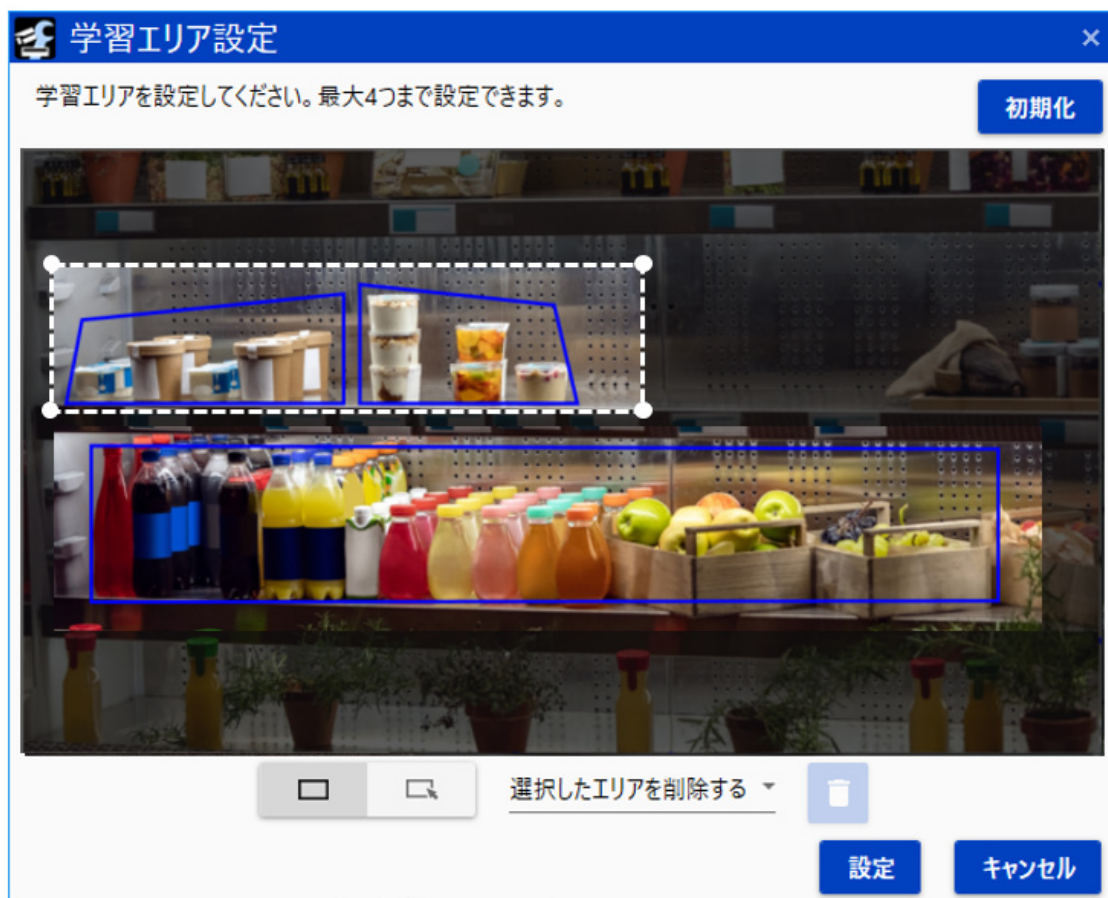 学習エリア設定
学習エリアを設定してください。最大4つまで設定できます。
初期化
選択したエリアを削除する
設定
キャンセル